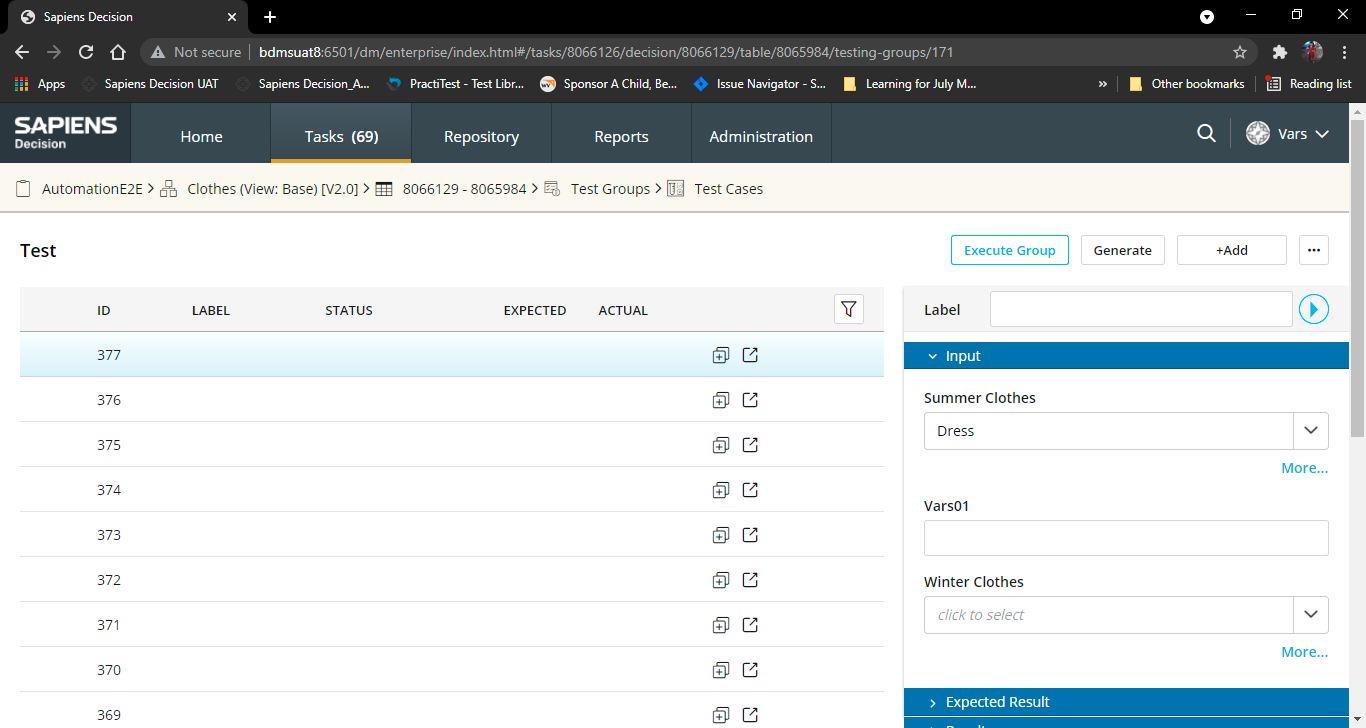 Sapiens Decision
Not secure bdmsuat8:6501/dm/enterprise/index.html#/tasks/8066126/decision/8066129/table/8065984/testing-groups/171
Apps Sapiens Decision UAT Sapiens Decision_A... PractiTest - Test Libr... Sponsor A Child, Be... Issue Navigator - S... Learning for July M... » Other bookmarks Reading list
SAPIENS
Decision
Home Tasks (69) Repository Reports Administration Vars
AutomationE2E > Clothes (View: Base) [V2.0] > 8066129 - 8065984 > Test Groups > Test Cases
Test Execute Group Generate +Add ...
ID LABEL STATUS EXPECTED ACTUAL
Label
377
Input
Summer Clothes
376
Dress
375
More...
374
Vars01
373
372
Winter Clothes
click to select
371
More...
370
Expected Result
369